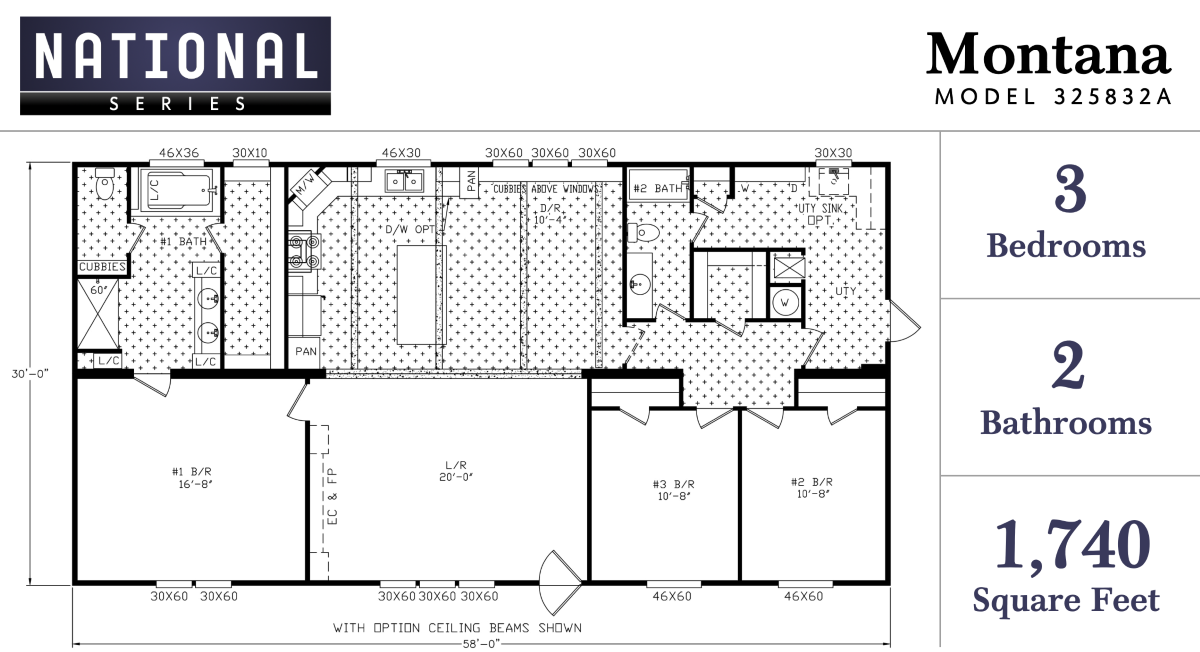 NATIONAL
SERIES
Montana
MODEL 325832A
46X36
30X10
46X30
30X60
30X60
30X60
30X30
L/C
M/W
PAN
CUBBIES ABOVE WINDOWS
#2 BATH
W
D
D/R
10'-4"
UTY SINK
OPT.
D/W OPT.
#1 BATH
CUBBIES
L/C
60"
UTY
W
L/C
L/C
PAN
30'-0"
#1 B/R
16'-8"
EC & FP
L/R
20'-0"
#3 B/R
10'-8"
#2 B/R
10'-8"
30X60
30X60
30X60
30X60
30X60
46X60
46X60
WITH OPTION CEILING BEAMS SHOWN
58'-0"
3
Bedrooms
2
Bathrooms
1,740
Square Feet